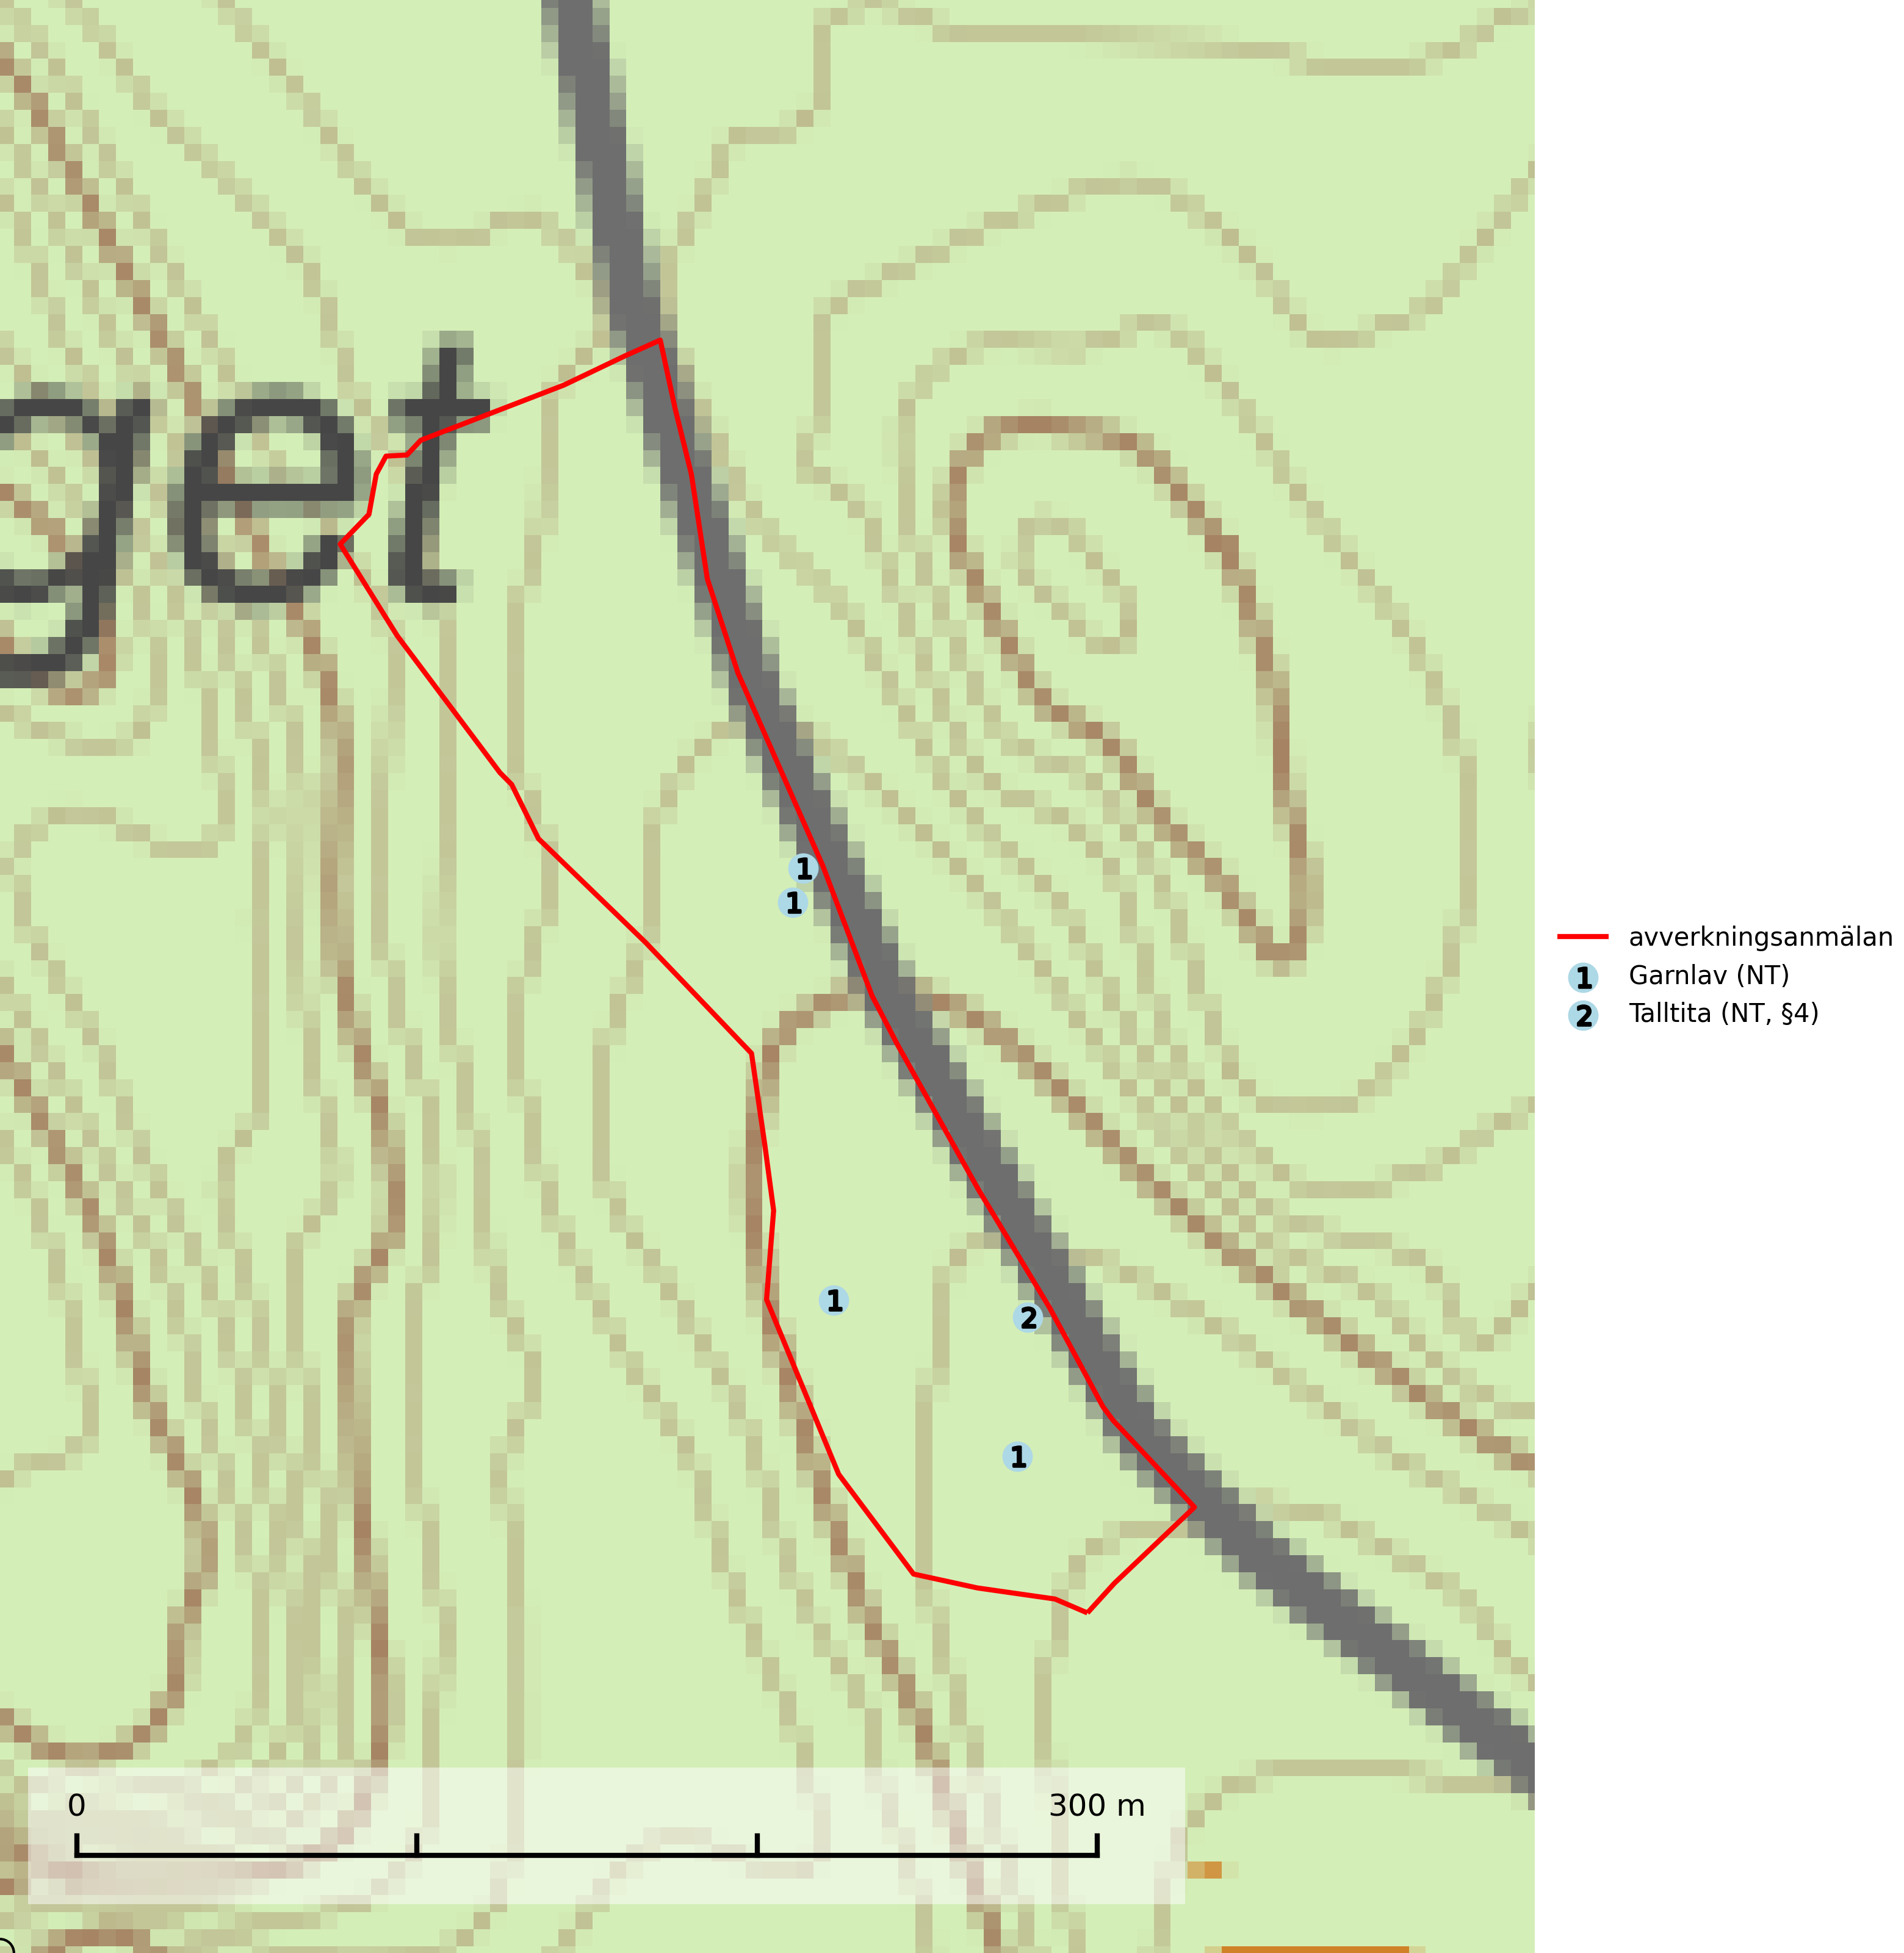 get
1
1
1
2
1
avverkningsanmälan
1 Garnlav (NT)
2 Talltita (NT, §4)
0 300 m